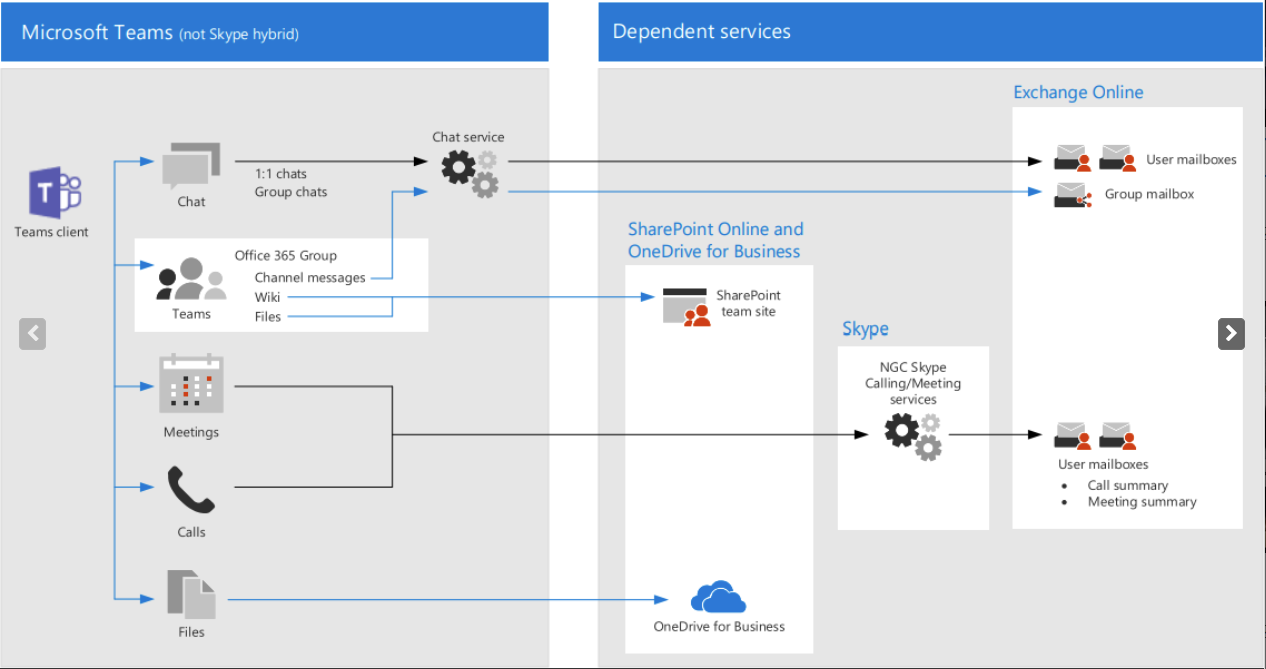 Microsoft Teams (not Skype hybrid)
Dependent services
Teams client
Chat
1:1 chats
Group chats
Chat service
Office 365 Group
Channel messages
Wiki
Files
Teams
Meetings
Calls
Files
SharePoint Online and
OneDrive for Business
SharePoint
team site
OneDrive for Business
Skype
NGC Skype
Calling/Meeting
services
Exchange Online
User mailboxes
Group mailbox
User mailboxes
• Call summary
• Meeting summary
T